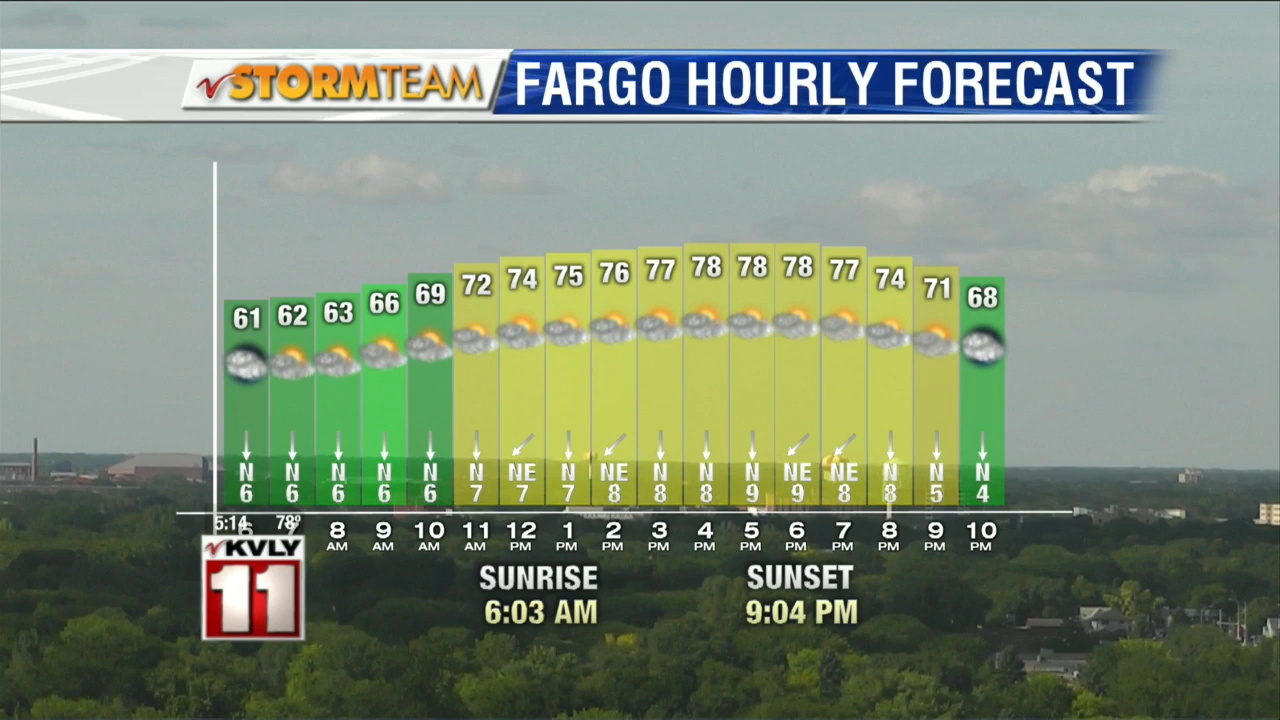 STORMTEAM FARGO HOURLY FORECAST
61 62 63 66 69 72 74 75 76 77 78 78 78 77 74 71 68
N N N N N N NE N NE N N N NE NE N N N
6 6 6 6 6 7 7 7 8 8 8 9 9 8 8 5 4
5:14 78° 8 9 10 11 12 1 2 3 4 5 6 7 8 9 10
AM AM AM AM PM PM PM PM PM PM PM PM PM PM PM
KVLY
11
SUNRISE SUNSET
6:03 AM 9:04 PM